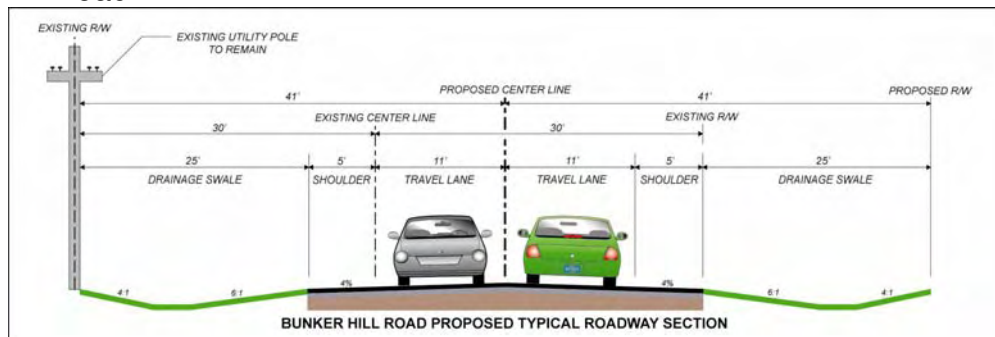 EXISTING R/W
EXISTING UTILITY POLE
TO REMAIN
PROPOSED CENTER LINE
PROPOSED R/W
41'
41'
EXISTING CENTER LINE
EXISTING R/W
30'
30'
25'
5'
11'
11'
5'
25'
DRAINAGE SWALE
SHOULDER
TRAVEL LANE
TRAVEL LANE
SHOULDER
DRAINAGE SWALE
4:1
6:1
4%
4%
6:1
4:1
BUNKER HILL ROAD PROPOSED TYPICAL ROADWAY SECTION